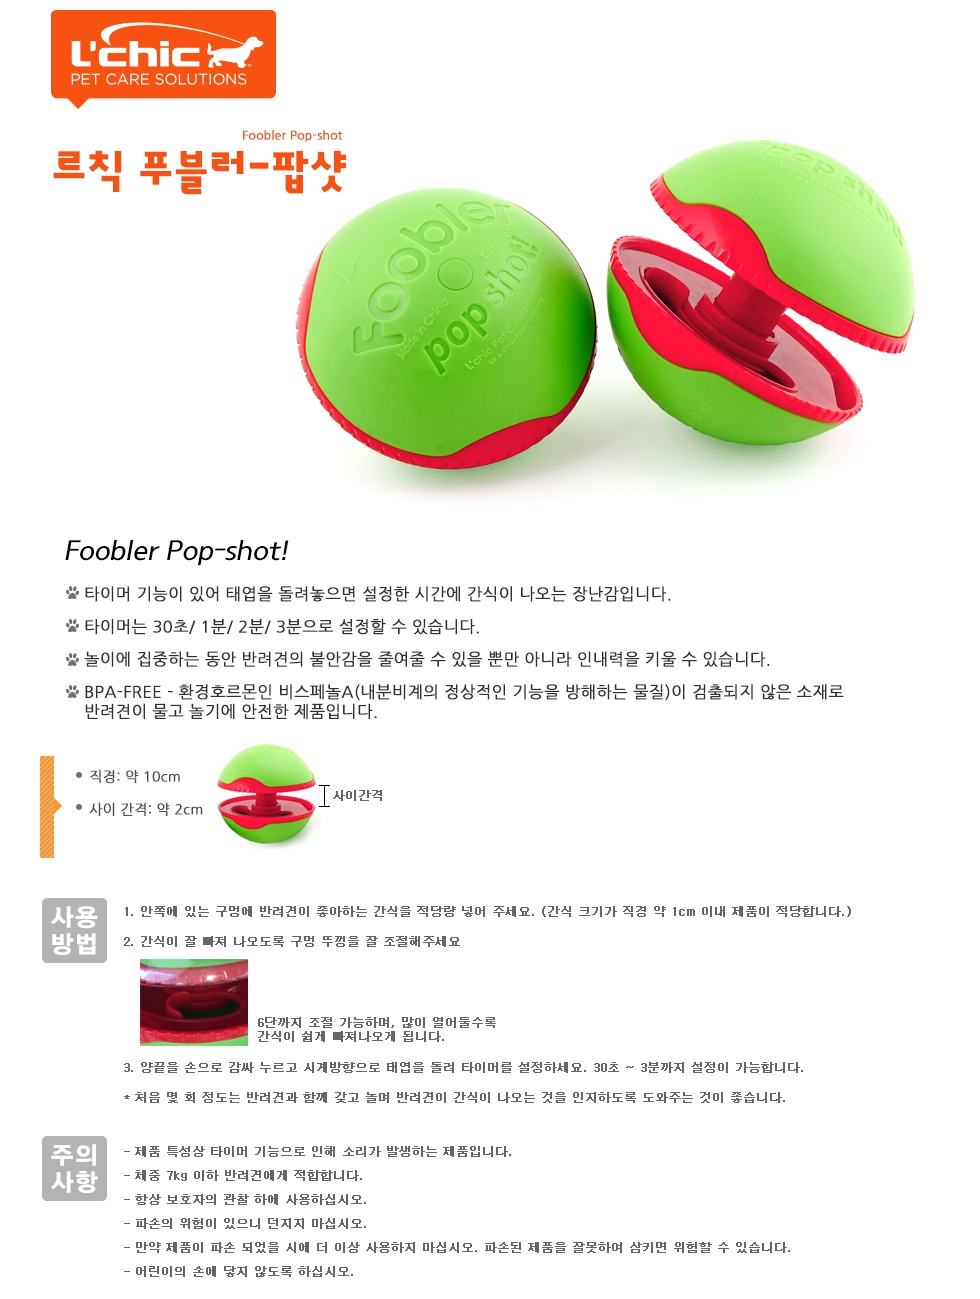 L'chic
PET CARE SOLUTIONS
Foobler Pop-shot
르칙 푸블러-팝샷
Foobler
pop shot!
Made in China
L'chic Pet Care Solutions
pop shot!
Foobler Pop-shot!
타이머 기능이 있어 태엽을 돌려놓으면 설정한 시간에 간식이 나오는 장난감입니다.
타이머는 30초/ 1분/ 2분/ 3분으로 설정할 수 있습니다.
놀이에 집중하는 동안 반려견의 불안감을 줄여줄 수 있을 뿐만 아니라 인내력을 키울 수 있습니다.
BPA-FREE - 환경호르몬인 비스페놀A(내분비계의 정상적인 기능을 방해하는 물질)이 검출되지 않은 소재로
반려견이 물고 놀기에 안전한 제품입니다.
• 직경: 약 10cm
• 사이 간격: 약 2cm
사이간격
사용
방법
1. 안쪽에 있는 구멍에 반려견이 좋아하는 간식을 적당량 넣어 주세요. (간식 크기가 직경 약 1cm 이내 제품이 적당합니다.)
2. 간식이 잘 빠져 나오도록 구멍 뚜껑을 잘 조절해주세요
6단까지 조절 가능하며, 많이 열어둘수록
간식이 쉽게 빠져나오게 됩니다.
3. 양끝을 손으로 감싸 누르고 시계방향으로 태엽을 돌려 타이머를 설정하세요. 30초 ~ 3분까지 설정이 가능합니다.
* 처음 몇 회 정도는 반려견과 함께 갖고 놀며 반려견이 간식이 나오는 것을 인지하도록 도와주는 것이 좋습니다.
주의
사항
- 제품 특성상 타이머 기능으로 인해 소리가 발생하는 제품입니다.
- 체중 7kg 이하 반려견에게 적합합니다.
- 항상 보호자의 관찰 하에 사용하십시오.
- 파손의 위험이 있으니 던지지 마십시오.
- 만약 제품이 파손 되었을 시에 더 이상 사용하지 마십시오. 파손된 제품을 잘못하여 삼키면 위험할 수 있습니다.
- 어린이의 손에 닿지 않도록 하십시오.